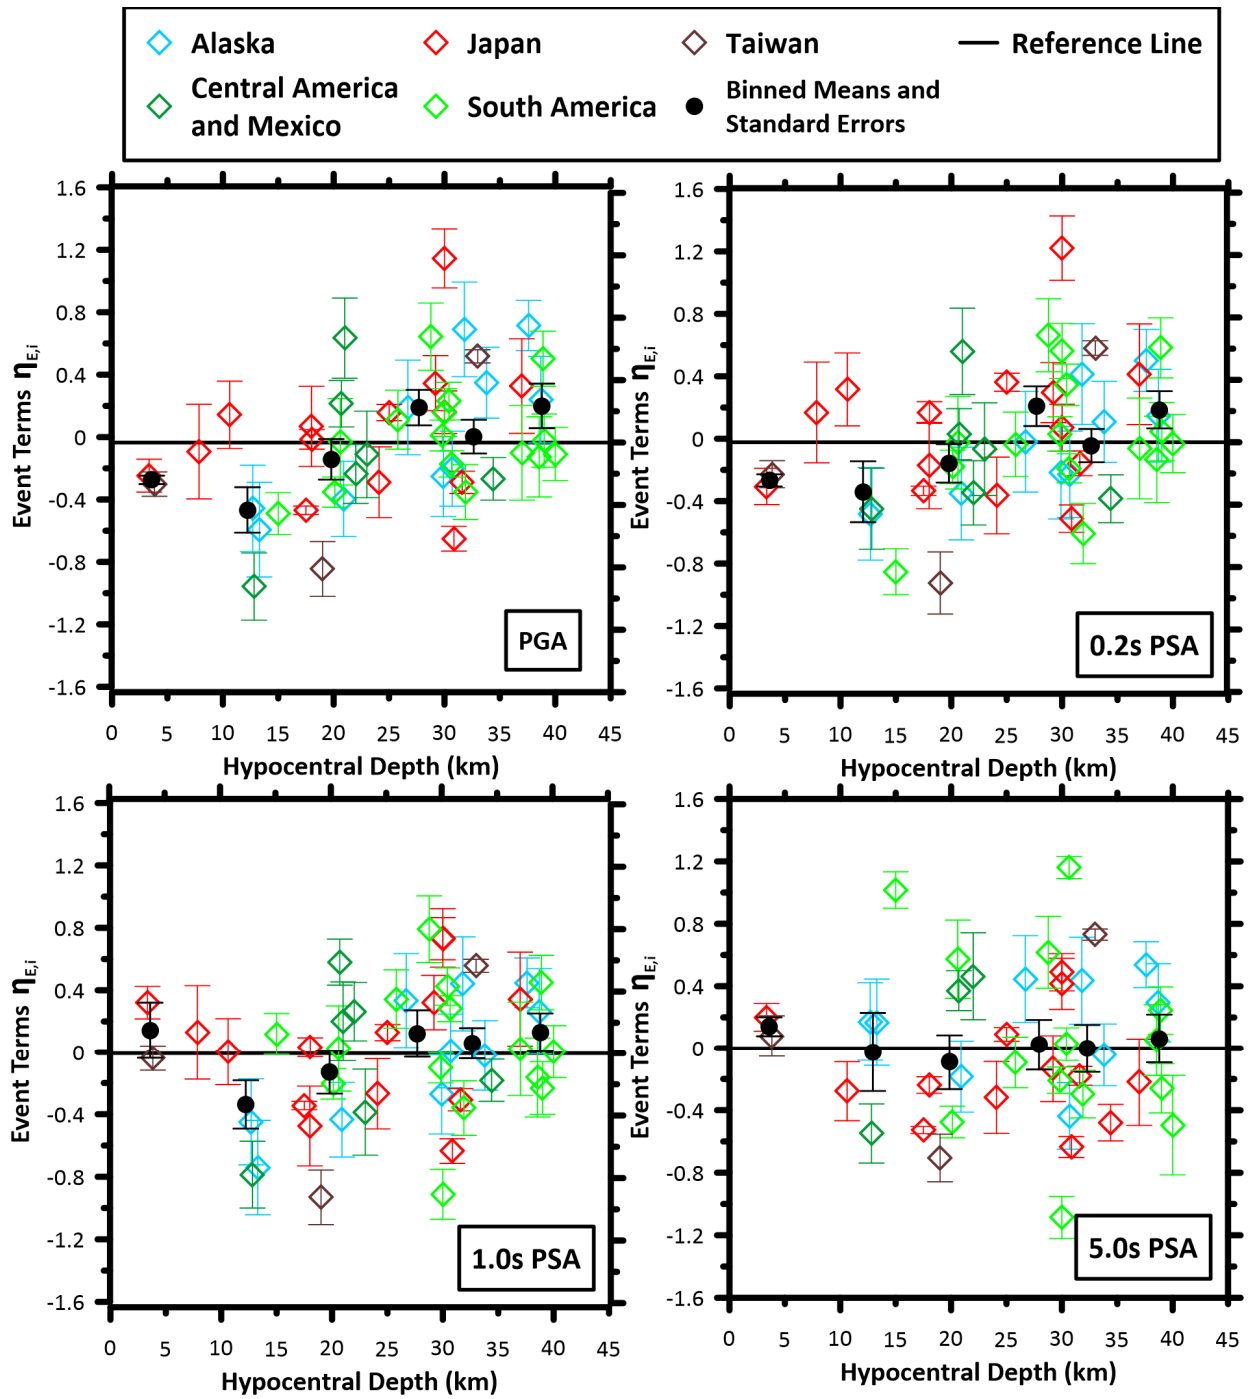 Alaska
Japan
Taiwan
Reference Line
Central America
and Mexico
South America
Binned Means and
Standard Errors
Event Terms ηE,i
1.6
1.2
0.8
0.4
0
-0.4
-0.8
-1.2
-1.6
PGA
0 5 10 15 20 25 30 35 40 45
Hypocentral Depth (km)
Event Terms ηE,i
1.6
1.2
0.8
0.4
0
-0.4
-0.8
-1.2
-1.6
0.2s PSA
0 5 10 15 20 25 30 35 40 45
Hypocentral Depth (km)
Event Terms ηE,i
1.6
1.2
0.8
0.4
0
-0.4
-0.8
-1.2
-1.6
1.0s PSA
0 5 10 15 20 25 30 35 40 45
Hypocentral Depth (km)
Event Terms ηE,i
1.6
1.2
0.8
0.4
0
-0.4
-0.8
-1.2
-1.6
5.0s PSA
0 5 10 15 20 25 30 35 40 45
Hypocentral Depth (km)